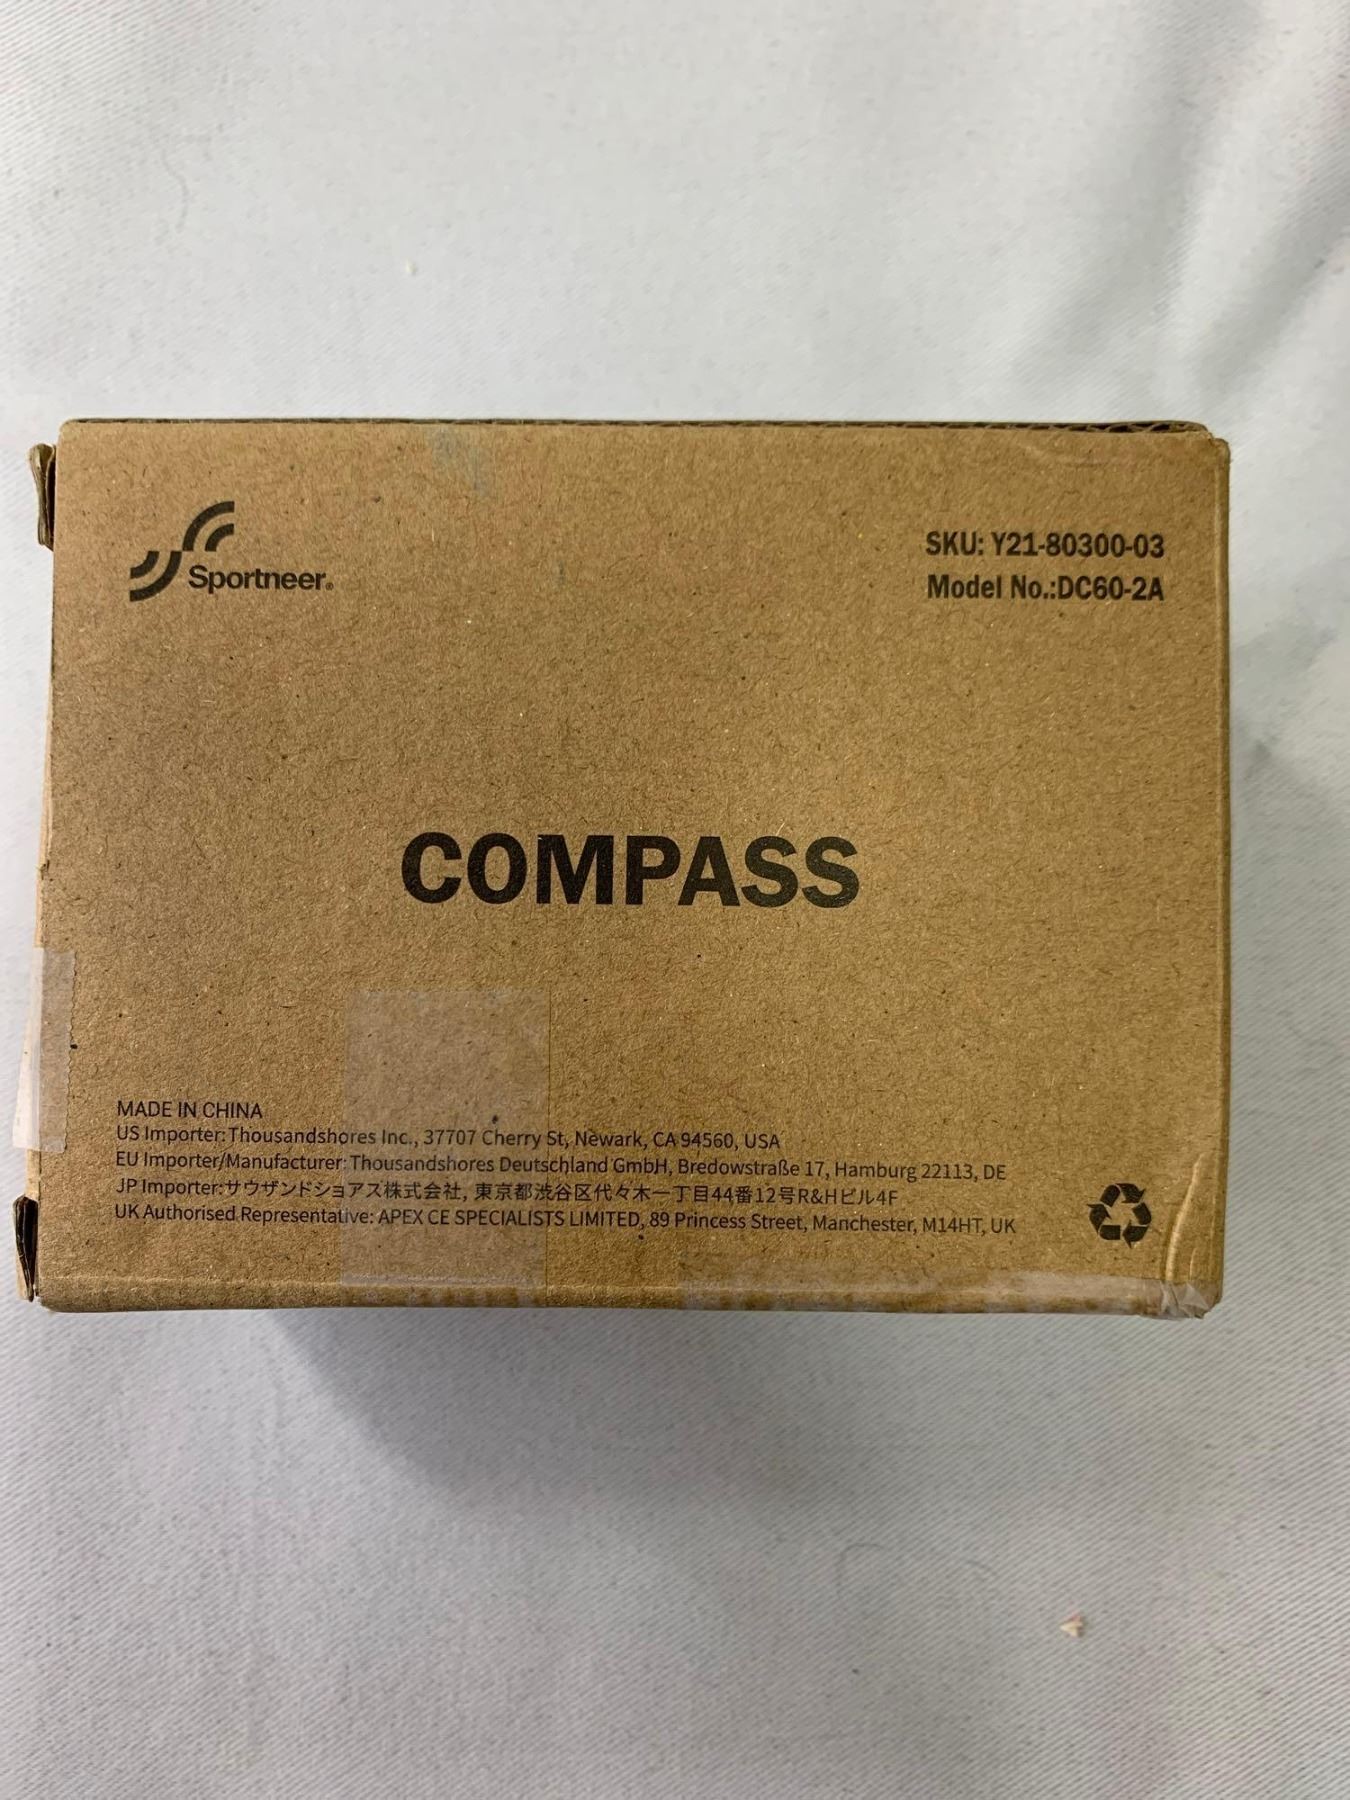 Sportneer®
SKU: Y21-80300-03
Model No.:DC60-2A
COMPASS
MADE IN CHINA
US Importer:Thousandshores Inc., 37707 Cherry St, Newark, CA 94560, USA
EU Importer/Manufacturer:Thousandshores Deutschland GmbH, Bredowstraße 17, Hamburg 22113, DE
JP Importer:サウザンドショアス株式会社, 東京都渋谷区代々木一丁目44番12号R&Hビル4F
UK Authorised Representative: APEX CE SPECIALISTS LIMITED, 89 Princess Street, Manchester, M14HT, UK